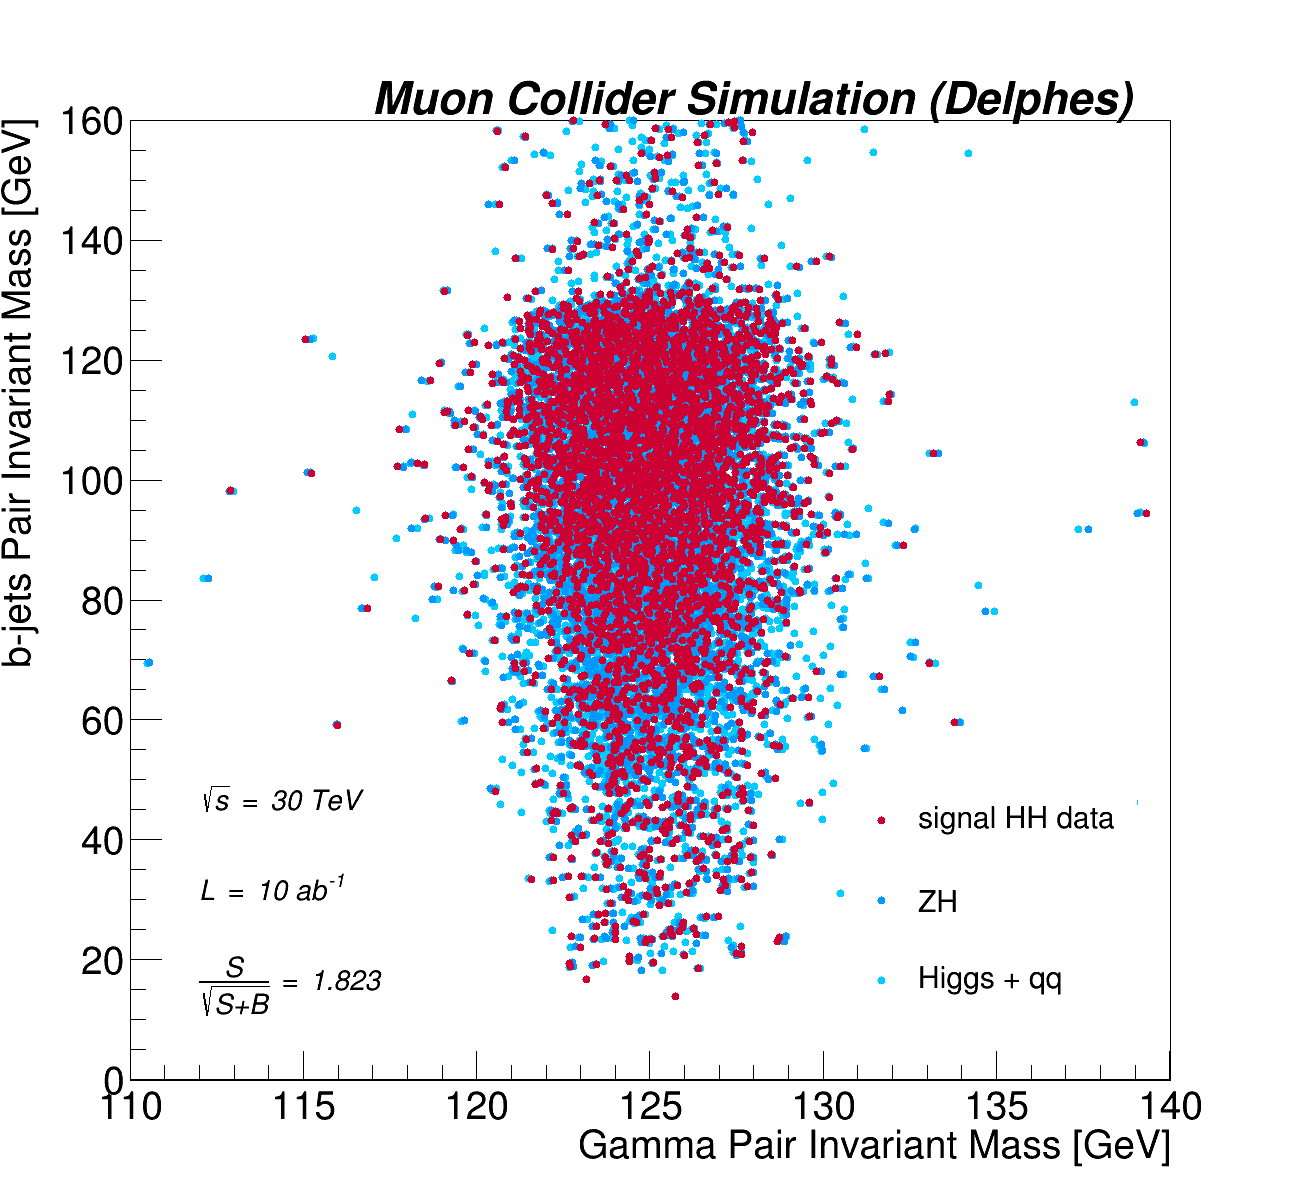 Muon Collider Simulation (Delphes)
b-jets Pair Invariant Mass [GeV]
160
140
120
100
80
60
40
20
0
√s = 30 TeV
L = 10 ab⁻¹
S
√S+B = 1.823
signal HH data
ZH
Higgs + qq
110 115 120 125 130 135 140
Gamma Pair Invariant Mass [GeV]